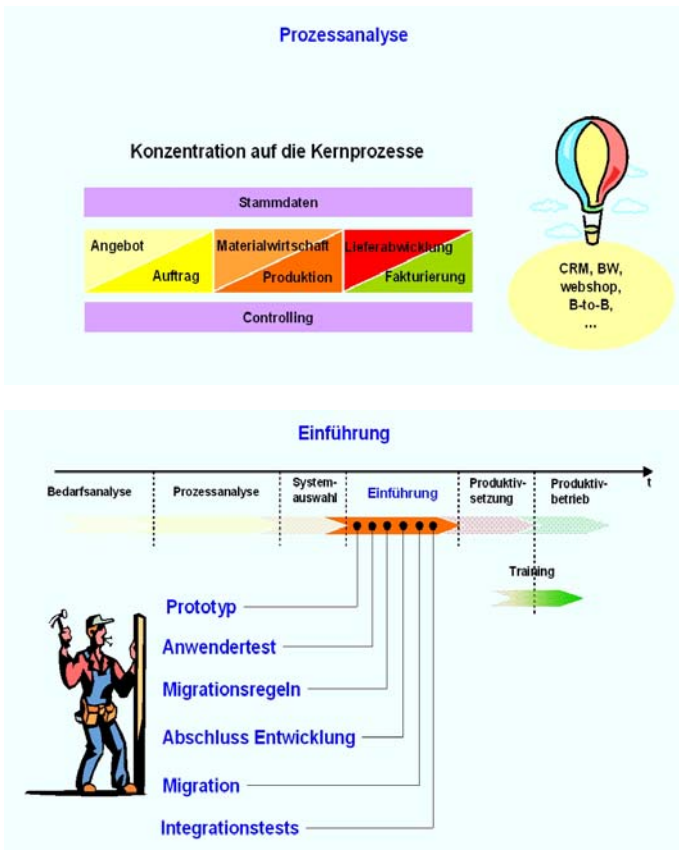 Prozessanalyse
Konzentration auf die Kernprozesse
Stammdaten
Angebot
Auftrag
Materialwirtschaft
Produktion
Lieferabwicklung
Fakturierung
Controlling
CRM, BW,
webshop,
B-to-B,
...
Einführung
Bedarfsanalyse
Prozessanalyse
System-
auswahl
Einführung
Produktiv-
setzung
Produktiv-
betrieb
t
Training
Prototyp
Anwendertest
Migrationsregeln
Abschluss Entwicklung
Migration
Integrationstests